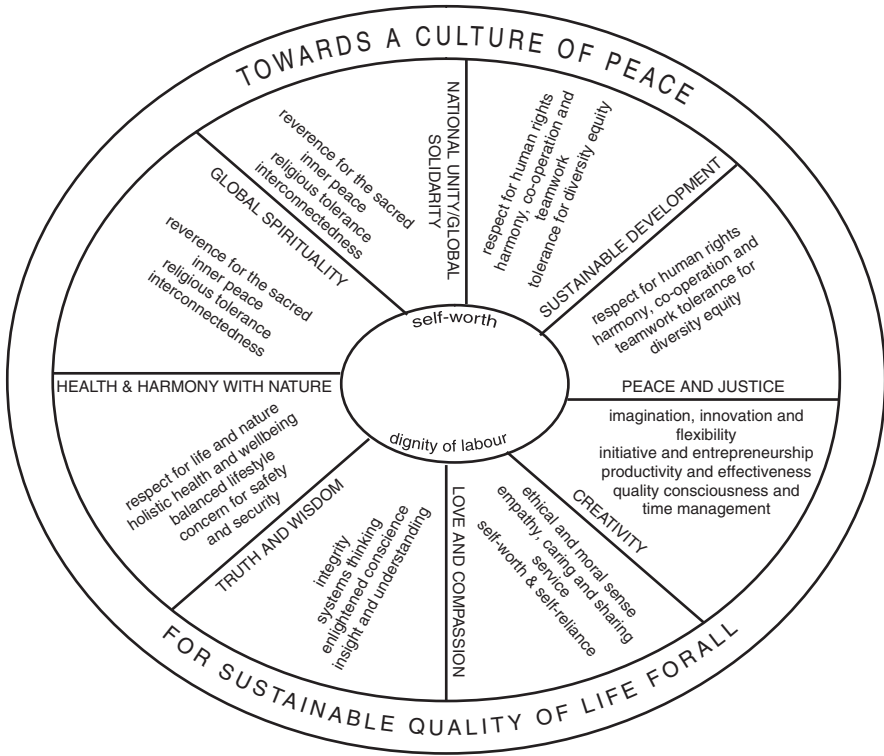 TOWARDS A CULTURE OF PEACE
NATIONAL UNITY/GLOBAL
SOLIDARITY
respect for human rights
harmony, co-operation and
teamwork
tolerance for diversity equity
SUSTAINABLE DEVELOPMENT
respect for human rights
harmony, co-operation and
teamwork tolerance for
diversity equity
PEACE AND JUSTICE
imagination, innovation and
flexibility
initiative and entrepreneurship
productivity and effectiveness
quality consciousness and
time management
CREATIVITY
ethical and moral sense
empathy, caring and sharing
service
self-worth & self-reliance
LOVE AND COMPASSION
integrity
systems thinking
enlightened conscience
insight and understanding
TRUTH AND WISDOM
respect for life and nature
holistic health and wellbeing
balanced lifestyle
concern for safety
and security
HEALTH & HARMONY WITH NATURE
reverence for the sacred
inner peace
religious tolerance
interconnectedness
GLOBAL SPIRITUALITY
reverence for the sacred
inner peace
religious tolerance
interconnectedness
self-worth
dignity of labour
FOR SUSTAINABLE QUALITY OF LIFE FORALL